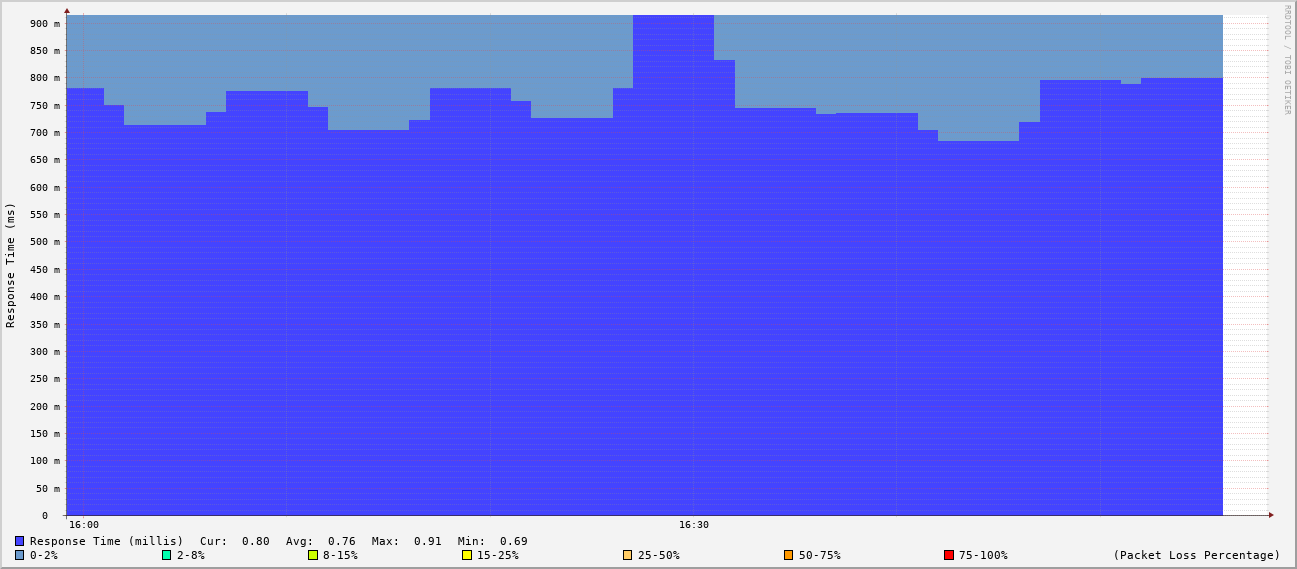 RRDTOOL / TOBI OETIKER
Response Time (ms)
900 m
850 m
800 m
750 m
700 m
650 m
600 m
550 m
500 m
450 m
400 m
350 m
300 m
250 m
200 m
150 m
100 m
50 m
0
16:00 16:30
Response Time (millis) Cur: 0.80 Avg: 0.76 Max: 0.91 Min: 0.69
0-2% 2-8% 8-15% 15-25% 25-50% 50-75% 75-100% (Packet Loss Percentage)